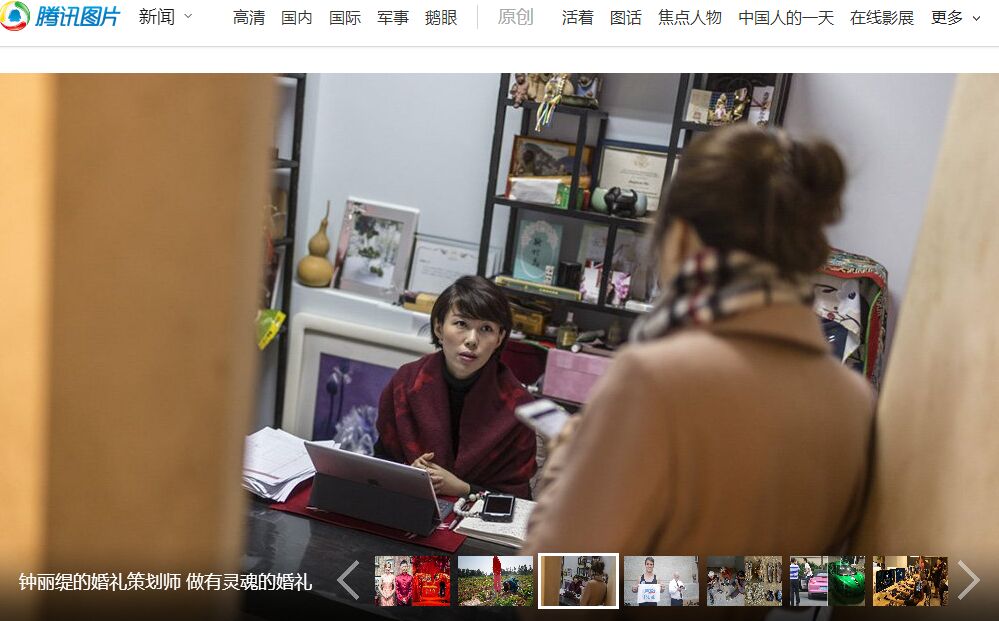 腾讯图片 新闻 高清 国内 国际 军事 鹅眼 原创 活着 图话 焦点人物 中国人的一天 在线影展 更多
钟丽缇的婚礼策划师 做有灵魂的婚礼